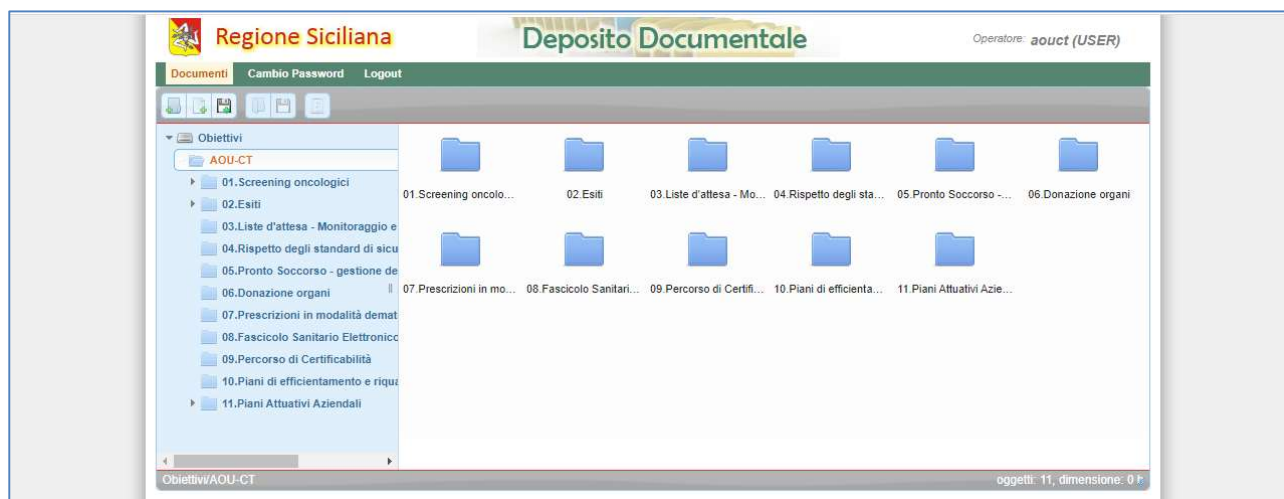 Regione Siciliana
Deposito Documentale
Operatore: aouct (USER)
Documenti Cambio Password Logout
Obiettivi
AOU-CT
01.Screening oncologici
02.Esiti
03.Liste d'attesa - Monitoraggio e
04.Rispetto degli standard di sicu
05.Pronto Soccorso - gestione de
06.Donazione organi
07.Prescrizioni in modalità demat
08.Fascicolo Sanitario Elettronico
09.Percorso di Certificabilità
10.Piani di efficientamento e riqua
11.Piani Attuativi Aziendali
01.Screening oncolo... 02.Esiti 03.Liste d'attesa - Mo... 04.Rispetto degli sta... 05.Pronto Soccorso -... 06.Donazione organi
07.Prescrizioni in mo... 08.Fascicolo Sanitari... 09.Percorso di Certifi... 10.Piani di efficienta... 11.Piani Attuativi Azie...
Obiettivi/AOU-CT
oggetti: 11, dimensione: 0 b